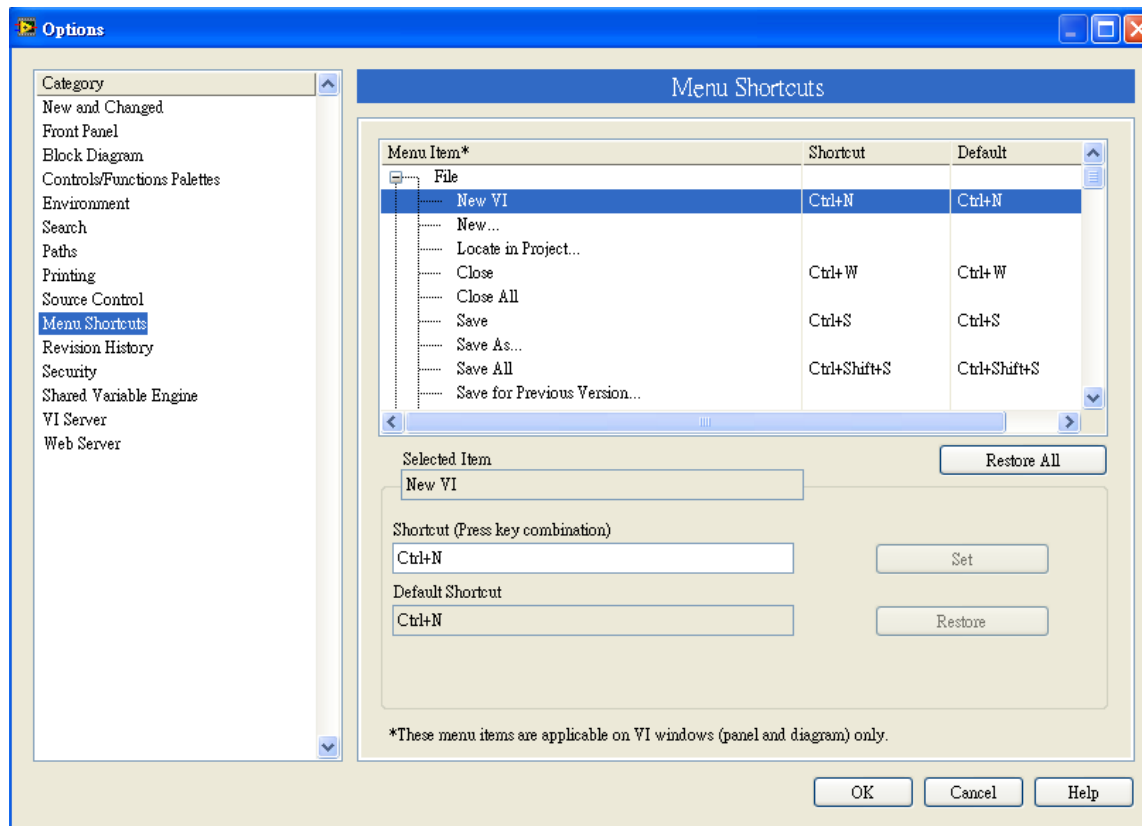 Options
Category
New and Changed
Front Panel
Block Diagram
Controls/Functions Palettes
Environment
Search
Paths
Printing
Source Control
Menu Shortcuts
Revision History
Security
Shared Variable Engine
VI Server
Web Server
Menu Shortcuts
Menu Item* Shortcut Default
File
New VI Ctrl+N Ctrl+N
New...
Locate in Project...
Close Ctrl+W Ctrl+W
Close All
Save Ctrl+S Ctrl+S
Save As...
Save All Ctrl+Shift+S Ctrl+Shift+S
Save for Previous Version...
Selected Item
Restore All
New VI
Shortcut (Press key combination)
Ctrl+N Set
Default Shortcut
Ctrl+N Restore
*These menu items are applicable on VI windows (panel and diagram) only.
OK Cancel Help